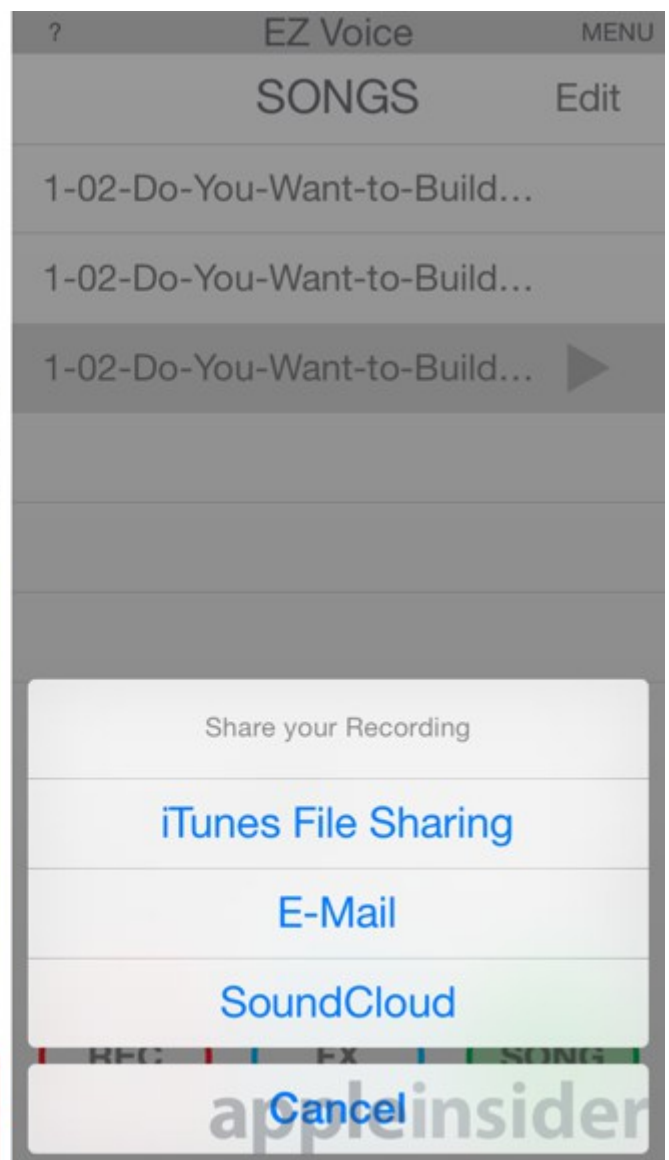 ? EZ Voice MENU
SONGS Edit
1-02-Do-You-Want-to-Build...
1-02-Do-You-Want-to-Build...
1-02-Do-You-Want-to-Build...
Share your Recording
iTunes File Sharing
E-Mail
SoundCloud
REC FX SONG
Cancel
appleinsider